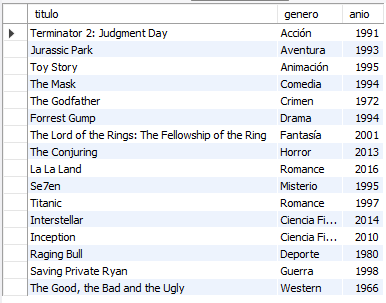 titulo genero anio
Terminator 2: Judgment Day Acción 1991
Jurassic Park Aventura 1993
Toy Story Animación 1995
The Mask Comedia 1994
The Godfather Crimen 1972
Forrest Gump Drama 1994
The Lord of the Rings: The Fellowship of the Ring Fantasía 2001
The Conjuring Horror 2013
La La Land Romance 2016
Se7en Misterio 1995
Titanic Romance 1997
Interstellar Ciencia Fi... 2014
Inception Ciencia Fi... 2010
Raging Bull Deporte 1980
Saving Private Ryan Guerra 1998
The Good, the Bad and the Ugly Western 1966